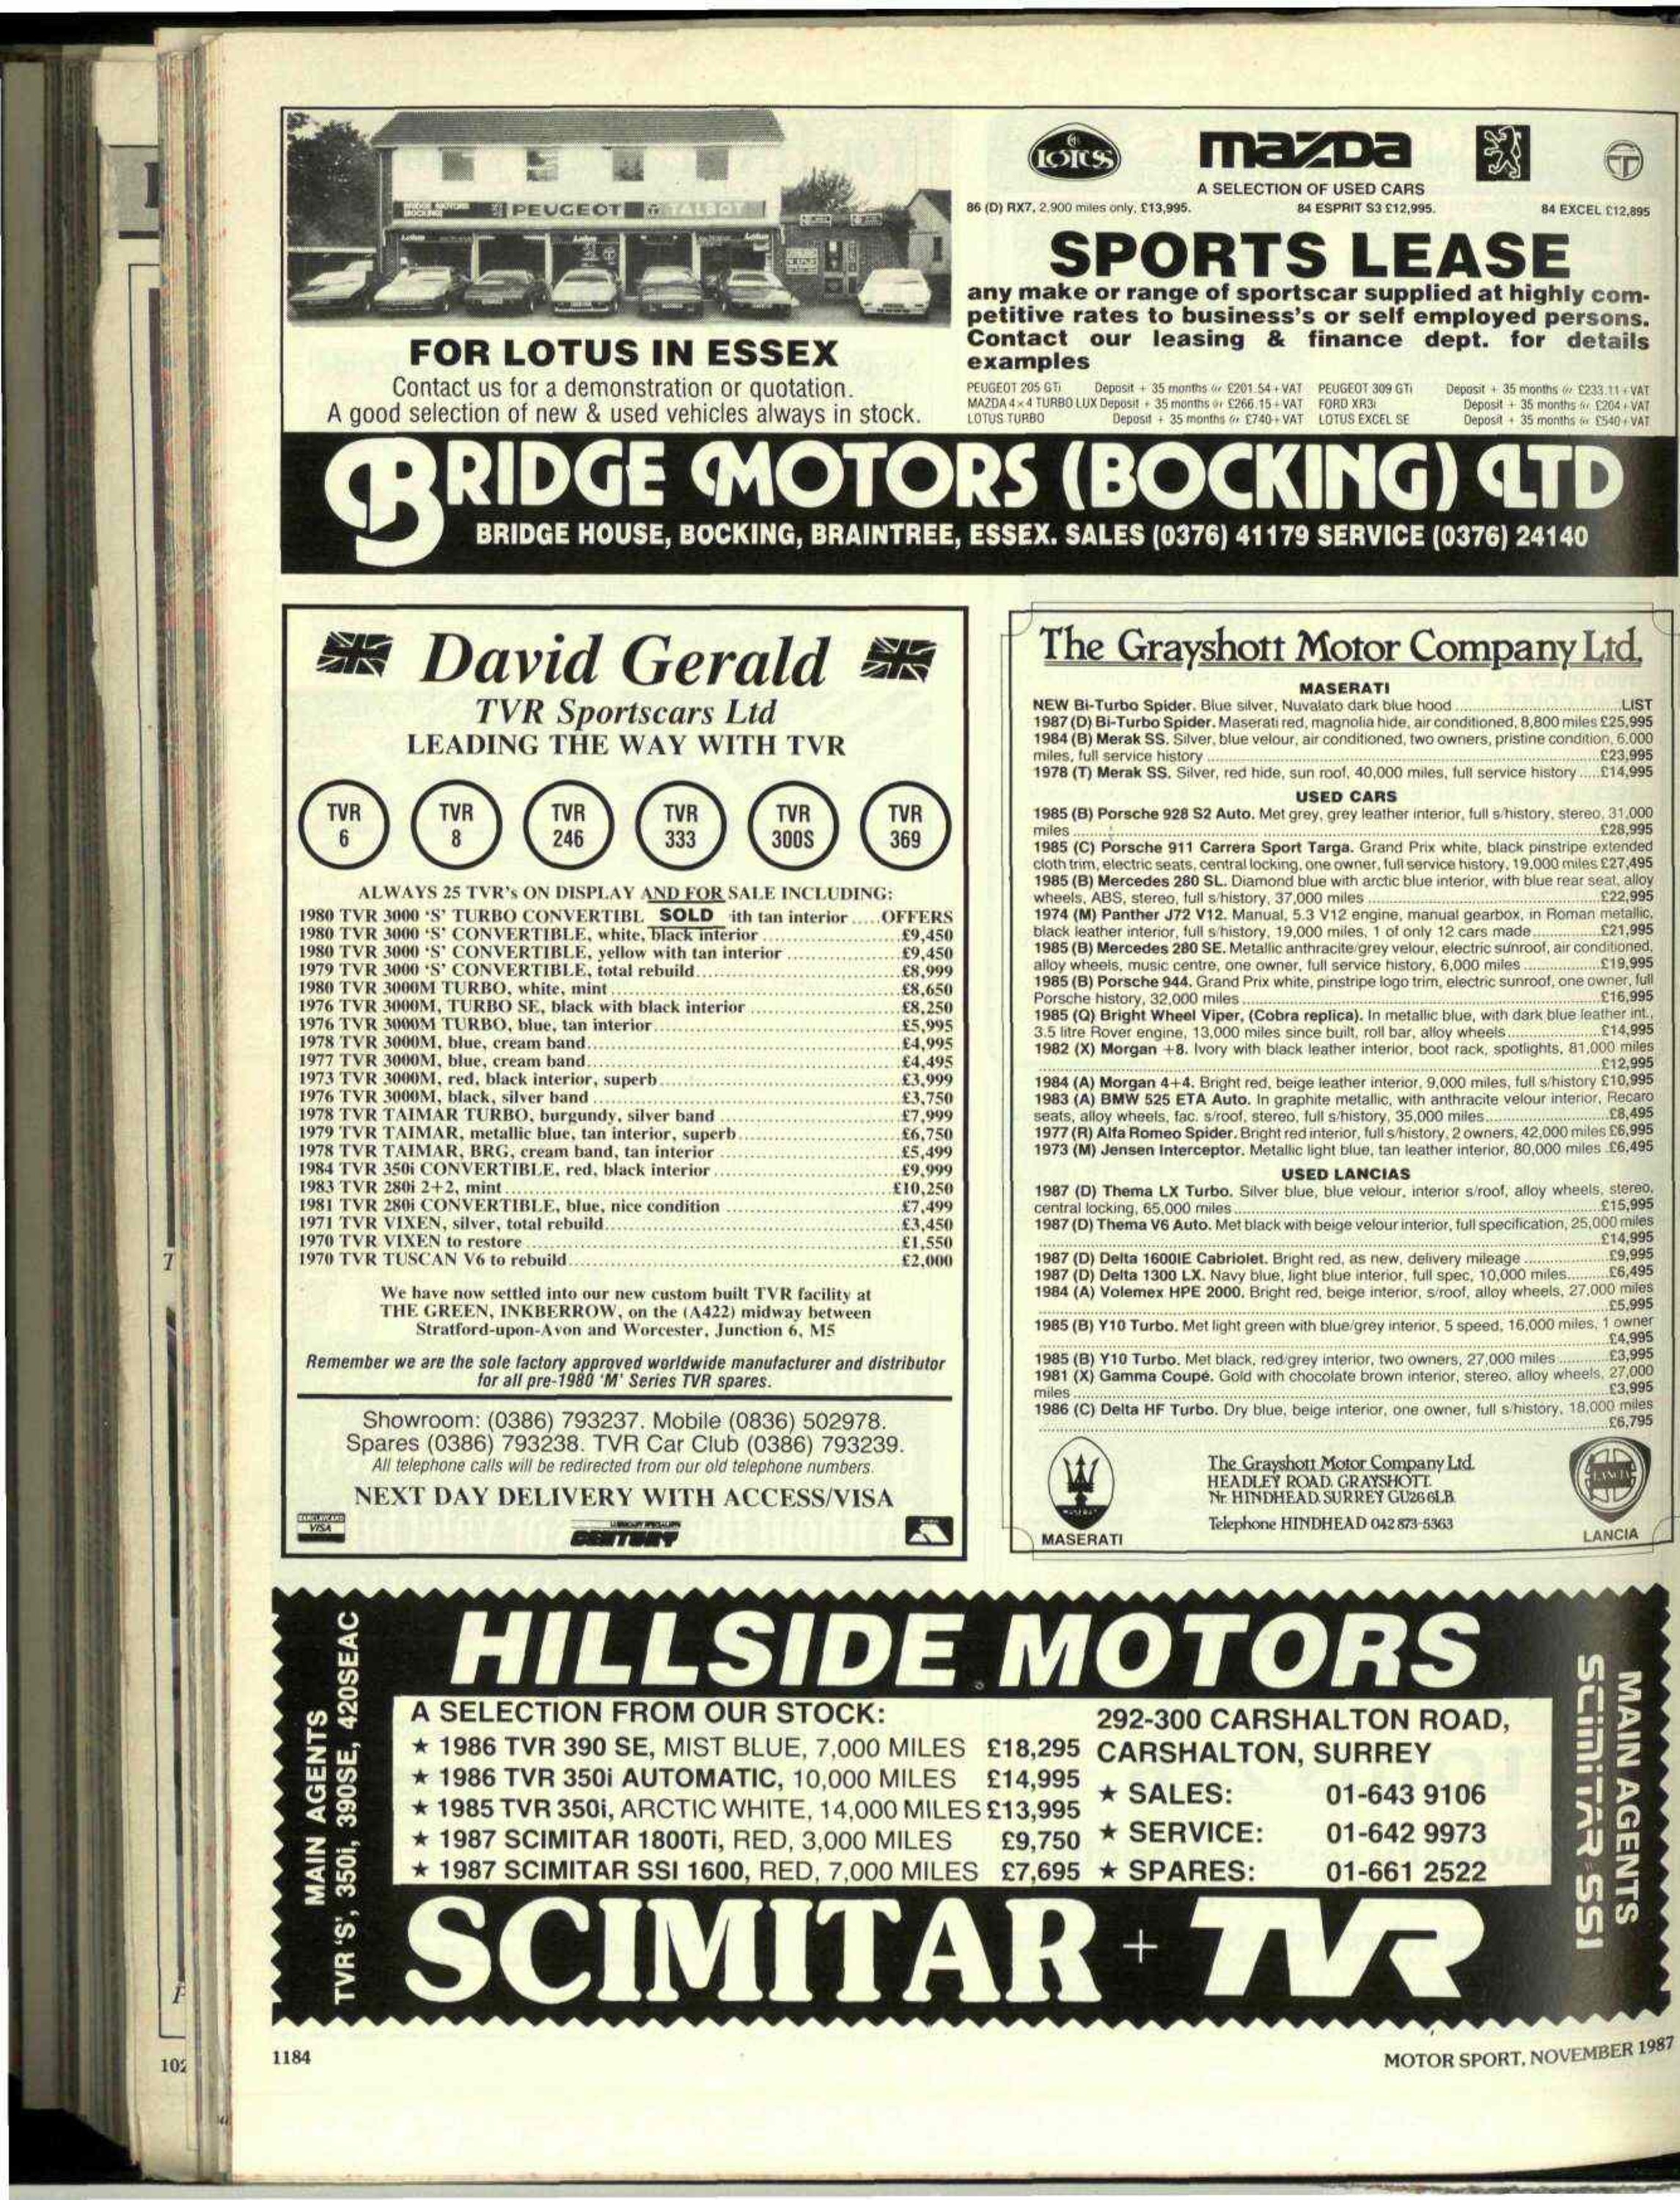 BRIDGE MOTORS
BOCKING
PEUGEOT TALBOT
FOR LOTUS IN ESSEX
Contact us for a demonstration or quotation.
A good selection of new & used vehicles always in stock.
LOTUS
mazDa
A SELECTION OF USED CARS
86 (D) RX7, 2,900 miles only, £13,995. 84 ESPRIT S3 £12,995. 84 EXCEL £12,895
SPORTS LEASE
any make or range of sportscar supplied at highly com-
petitive rates to business's or self employed persons.
Contact our leasing & finance dept. for details
examples
PEUGEOT 205 GTi Deposit + 35 months @ £201.54 + VAT PEUGEOT 309 GTi Deposit + 35 months @ £233.11 + VAT
MAZDA 4×4 TURBO LUX Deposit + 35 months @ £266.15 + VAT FORD XR3i Deposit + 35 months @ £204 + VAT
LOTUS TURBO Deposit + 35 months @ £740 + VAT LOTUS EXCEL SE Deposit + 35 months @ £540 + VAT
BRIDGE MOTORS (BOCKING) LTD
BRIDGE HOUSE, BOCKING, BRAINTREE, ESSEX. SALES (0376) 41179 SERVICE (0376) 24140
David Gerald
TVR Sportscars Ltd
LEADING THE WAY WITH TVR
TVR TVR TVR TVR TVR TVR
6 8 246 333 300S 369
ALWAYS 25 TVR's ON DISPLAY AND FOR SALE INCLUDING:
1980 TVR 3000 'S' TURBO CONVERTIBL SOLD ith tan interior.....OFFERS
1980 TVR 3000 'S' CONVERTIBLE, white, black interior.....£9,450
1980 TVR 3000 'S' CONVERTIBLE, yellow with tan interior.....£9,450
1979 TVR 3000 'S' CONVERTIBLE, total rebuild.....£8,999
1980 TVR 3000M TURBO, white, mint.....£8,650
1976 TVR 3000M, TURBO SE, black with black interior.....£8,250
1976 TVR 3000M TURBO, blue, tan interior.....£5,995
1978 TVR 3000M, blue, cream band.....£4,995
1977 TVR 3000M, blue, cream band.....£4,495
1973 TVR 3000M, red, black interior, superb.....£3,999
1976 TVR 3000M, black, silver band.....£3,750
1978 TVR TAIMAR TURBO, burgundy, silver band.....£7,999
1979 TVR TAIMAR, metallic blue, tan interior, superb.....£6,750
1978 TVR TAIMAR, BRG, cream band, tan interior.....£5,499
1984 TVR 350i CONVERTIBLE, red, black interior.....£9,999
1983 TVR 280i 2+2, mint.....£10,250
1981 TVR 280i CONVERTIBLE, blue, nice condition.....£7,499
1971 TVR VIXEN, silver, total rebuild.....£3,450
1970 TVR VIXEN to restore.....£1,550
1970 TVR TUSCAN V6 to rebuild.....£2,000
We have now settled into our new custom built TVR facility at
THE GREEN, INKBERROW, on the (A422) midway between
Stratford-upon-Avon and Worcester, Junction 6, M5
Remember we are the sole factory approved worldwide manufacturer and distributor
for all pre-1980 'M' Series TVR spares.
Showroom: (0386) 793237. Mobile (0836) 502978.
Spares (0386) 793238. TVR Car Club (0386) 793239.
All telephone calls will be redirected from our old telephone numbers.
NEXT DAY DELIVERY WITH ACCESS/VISA
BARCLAYCARD
VISA
CENTURY
The Grayshott Motor Company Ltd.
MASERATI
NEW Bi-Turbo Spider. Blue silver, Nuvalato dark blue hood.....LIST
1987 (D) Bi-Turbo Spider. Maserati red, magnolia hide, air conditioned, 8,800 miles £25,995
1984 (B) Merak SS. Silver, blue velour, air conditioned, two owners, pristine condition, 6,000
miles, full service history.....£23,995
1978 (T) Merak SS. Silver, red hide, sun roof, 40,000 miles, full service history.....£14,995
USED CARS
1985 (B) Porsche 928 S2 Auto. Met grey, grey leather interior, full s/history, stereo, 31,000
miles.....£28,995
1985 (C) Porsche 911 Carrera Sport Targa. Grand Prix white, black pinstripe extended
cloth trim, electric seats, central locking, one owner, full service history, 19,000 miles £27,495
1985 (B) Mercedes 280 SL. Diamond blue with arctic blue interior, with blue rear seat, alloy
wheels, ABS, stereo, full s/history, 37,000 miles.....£22,995
1974 (M) Panther J72 V12. Manual, 5.3 V12 engine, manual gearbox, in Roman metallic,
black leather interior, full s/history, 19,000 miles, 1 of only 12 cars made.....£21,995
1985 (B) Mercedes 280 SE. Metallic anthracite/grey velour, electric sunroof, air conditioned,
alloy wheels, music centre, one owner, full service history, 6,000 miles.....£19,995
1985 (B) Porsche 944. Grand Prix white, pinstripe logo trim, electric sunroof, one owner, full
Porsche history, 32,000 miles.....£16,995
1985 (Q) Bright Wheel Viper, (Cobra replica). In metallic blue, with dark blue leather int.,
3.5 litre Rover engine, 13,000 miles since built, roll bar, alloy wheels.....£14,995
1982 (X) Morgan +8. Ivory with black leather interior, boot rack, spotlights, 81,000 miles
.....£12,995
1984 (A) Morgan 4+4. Bright red, beige leather interior, 9,000 miles, full s/history £10,995
1983 (A) BMW 525 ETA Auto. In graphite metallic, with anthracite velour interior, Recaro
seats, alloy wheels, fac. s/roof, stereo, full s/history, 35,000 miles.....£8,495
1977 (R) Alfa Romeo Spider. Bright red interior, full s/history, 2 owners, 42,000 miles £6,995
1973 (M) Jensen Interceptor. Metallic light blue, tan leather interior, 80,000 miles .£6,495
USED LANCIAS
1987 (D) Thema LX Turbo. Silver blue, blue velour, interior s/roof, alloy wheels, stereo,
central locking, 65,000 miles.....£15,995
1987 (D) Thema V6 Auto. Met black with beige velour interior, full specification, 25,000 miles
.....£14,995
1987 (D) Delta 1600IE Cabriolet. Bright red, as new, delivery mileage.....£9,995
1987 (D) Delta 1300 LX. Navy blue, light blue interior, full spec, 10,000 miles.....£6,495
1984 (A) Volemex HPE 2000. Bright red, beige interior, s/roof, alloy wheels, 27,000 miles
.....£5,995
1985 (B) Y10 Turbo. Met light green with blue/grey interior, 5 speed, 16,000 miles, 1 owner
.....£4,995
1985 (B) Y10 Turbo. Met black, red/grey interior, two owners, 27,000 miles.....£3,995
1981 (X) Gamma Coupé. Gold with chocolate brown interior, stereo, alloy wheels, 27,000
miles.....£3,995
1986 (C) Delta HF Turbo. Dry blue, beige interior, one owner, full s/history, 18,000 miles
.....£6,795
The Grayshott Motor Company Ltd.
HEADLEY ROAD, GRAYSHOTT.
Nr. HINDHEAD, SURREY GU26 6LB.
Telephone HINDHEAD 042 873-5363
MASERATI
LANCIA
LANCIA
HILLSIDE MOTORS
MAIN AGENTS
TVR 'S', 350i, 390SE, 420SEAC
A SELECTION FROM OUR STOCK:
★ 1986 TVR 390 SE, MIST BLUE, 7,000 MILES £18,295
★ 1986 TVR 350i AUTOMATIC, 10,000 MILES £14,995
★ 1985 TVR 350i, ARCTIC WHITE, 14,000 MILES £13,995
★ 1987 SCIMITAR 1800Ti, RED, 3,000 MILES £9,750
★ 1987 SCIMITAR SSI 1600, RED, 7,000 MILES £7,695
292-300 CARSHALTON ROAD,
CARSHALTON, SURREY
★ SALES: 01-643 9106
★ SERVICE: 01-642 9973
★ SPARES: 01-661 2522
MAIN AGENTS
SCIMITAR SSI
SCIMITAR + TVR
102
1184
MOTOR SPORT, NOVEMBER 1987